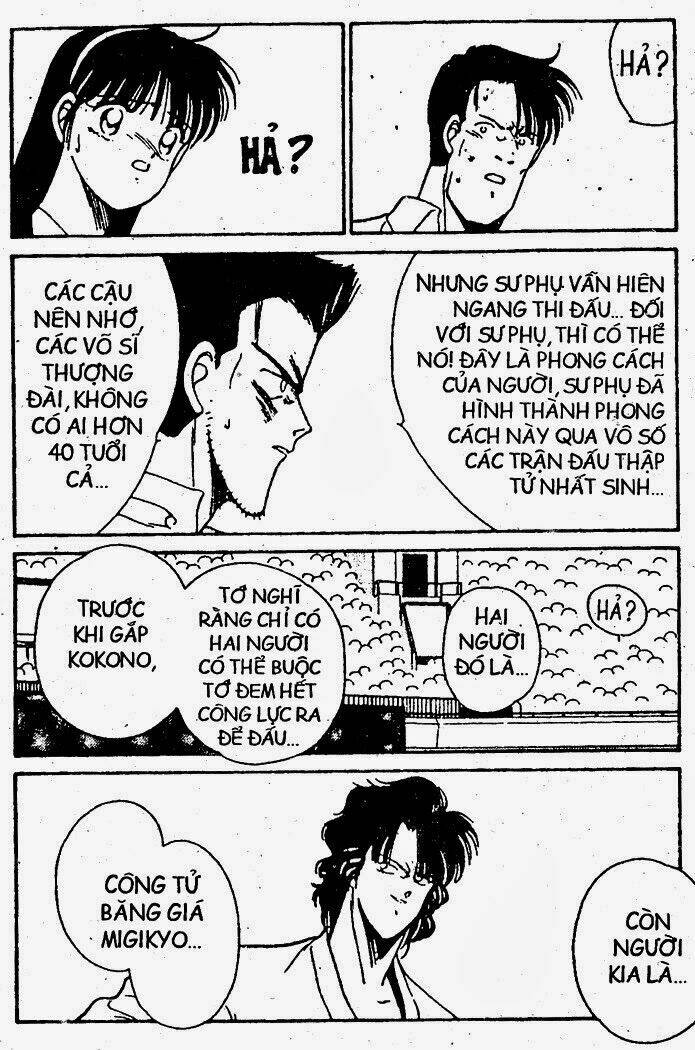 HẢ?
HẢ?
CÁC CẬU
NÊN NHỚ,
CÁC VÕ SĨ
THƯỢNG
ĐÀI, KHÔNG
CÓ AI HƠN
40 TUỔI
CẢ...
NHƯNG SƯ PHỤ VẪN HIÊN
NGANG THI ĐẤU... ĐỐI
VỚI SƯ PHỤ, THÌ CÓ THỂ
NÓI ĐÂY LÀ PHONG CÁCH
CỦA NGƯỜI, SƯ PHỤ ĐÃ
HÌNH THÀNH PHONG
CÁCH NÀY QUA VÔ SỐ
CÁC TRẬN ĐẤU THẬP
TỬ NHẤT SINH...
TRƯỚC
KHI GẶP
KOKONO,
TỚ NGHĨ
RẰNG CHỈ CÓ
HAI NGƯỜI
CÓ THỂ BUỘC
TỚ ĐEM HẾT
CÔNG LỰC RA
ĐỂ ĐẤU...
HAI
NGƯỜI
ĐÓ LÀ...
HẢ?
CÔNG TỬ
BĂNG GIÁ
MIGIKYO...
CÒN
NGƯỜI
KIA LÀ...